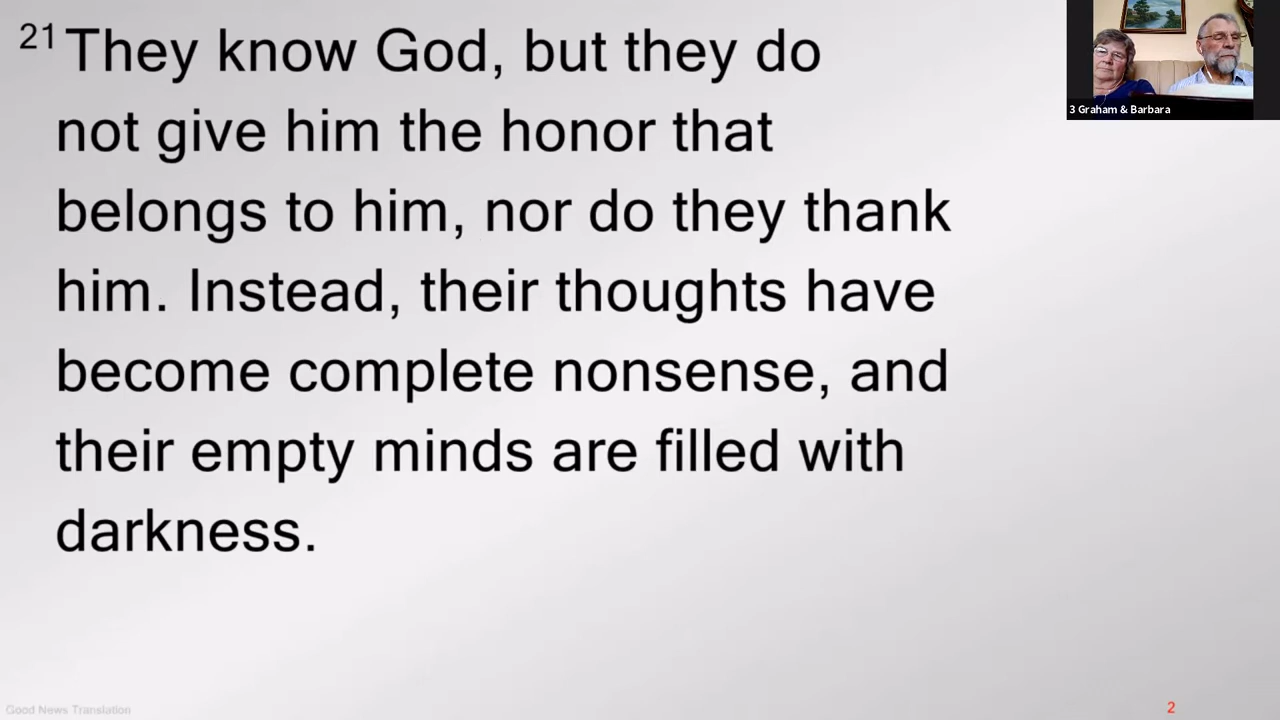 21 They know God, but they do
not give him the honor that
belongs to him, nor do they thank
him. Instead, their thoughts have
become complete nonsense, and
their empty minds are filled with
darkness.
3 Graham & Barbara
Good News Translation
2